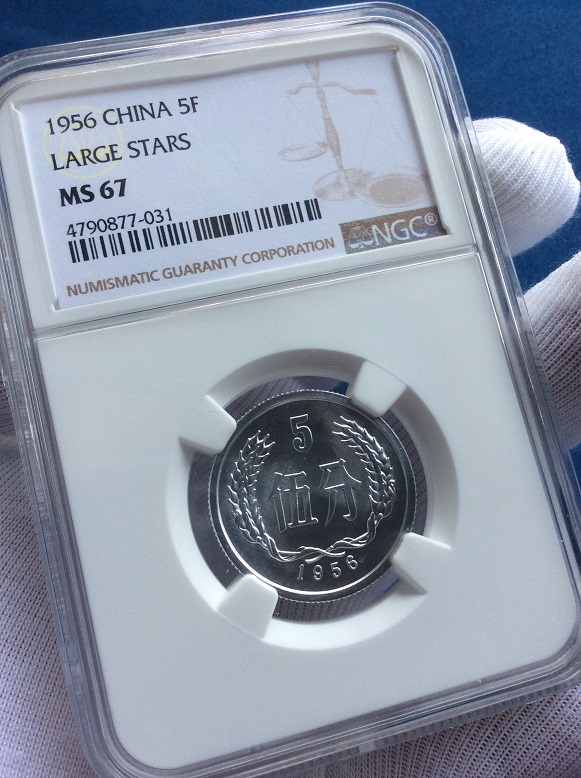 1956 CHINA 5F
LARGE STARS
MS 67
4790877-031
NUMISMATIC GUARANTY CORPORATION
NGC®
5
伍分
1956